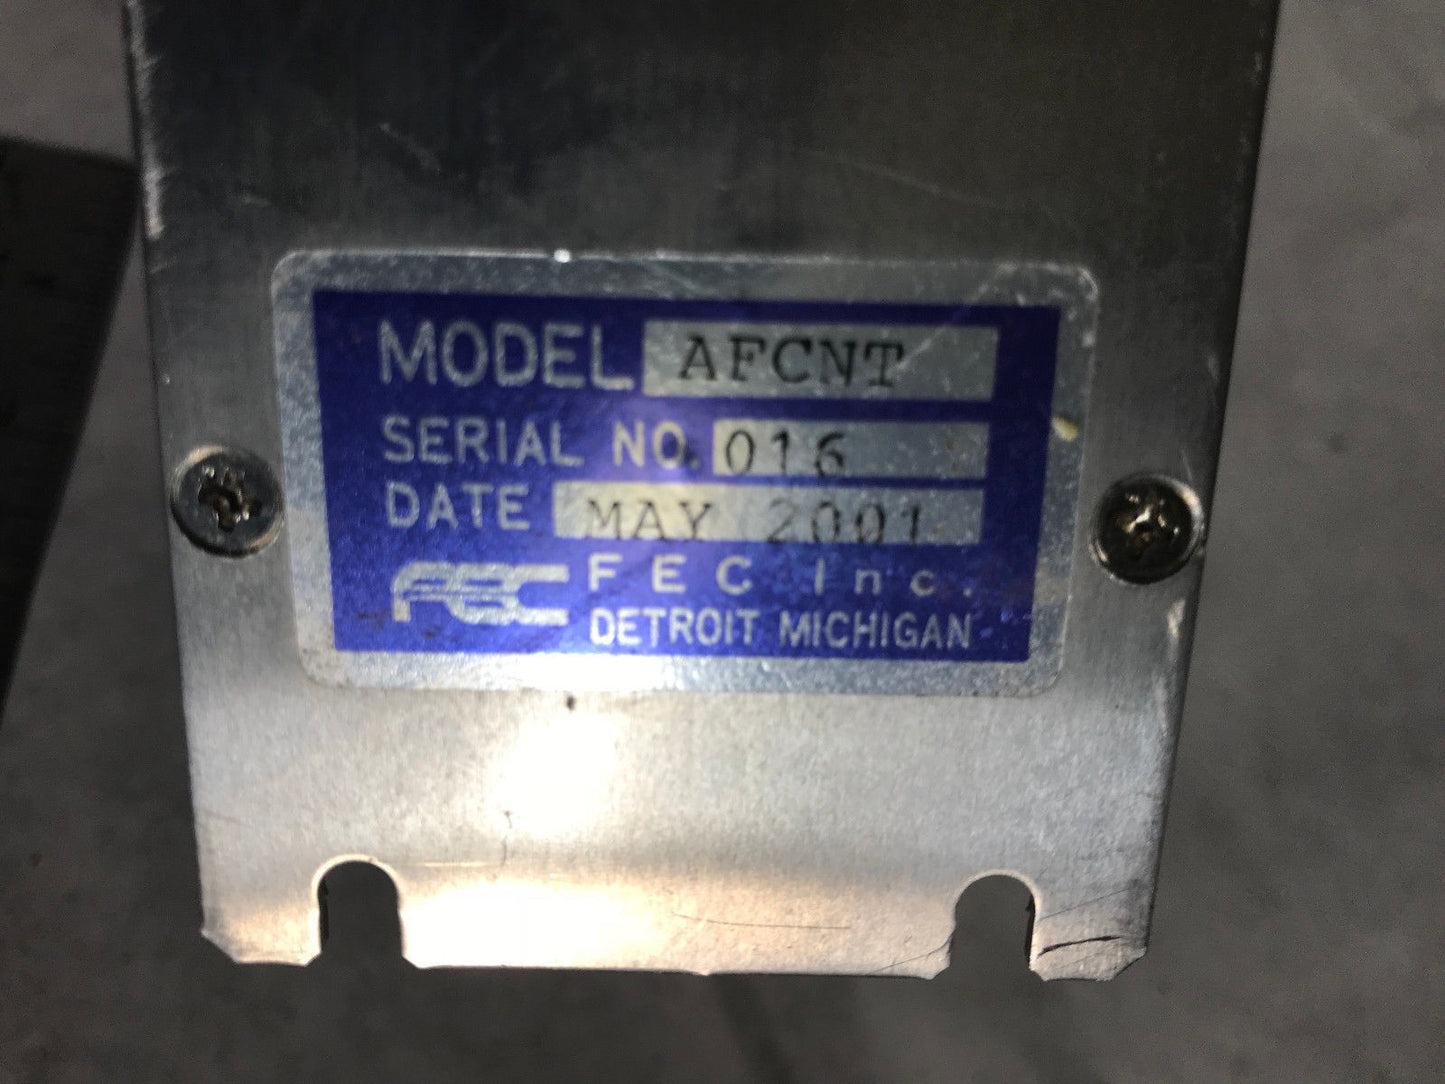 MODEL AFCNT
SERIAL NO. 016
DATE MAY 2001
FEC FEC Inc.
DETROIT MICHIGAN